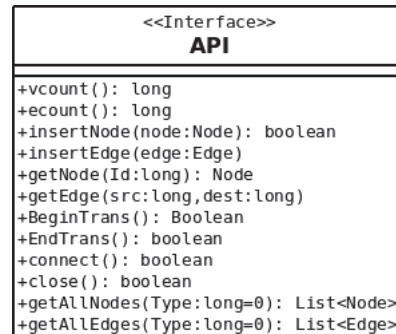 <<Interface>>
API
+vcount(): long
+ecount(): long
+insertNode(node:Node): boolean
+insertEdge(edge:Edge)
+getNode(Id:long): Node
+getEdge(src:long,dest:long)
+BeginTrans(): Boolean
+EndTrans(): boolean
+connect(): boolean
+close(): boolean
+getAllNodes(Type:long=0): List<Node>
+getAllEdges(Type:long=0): List<Edge>